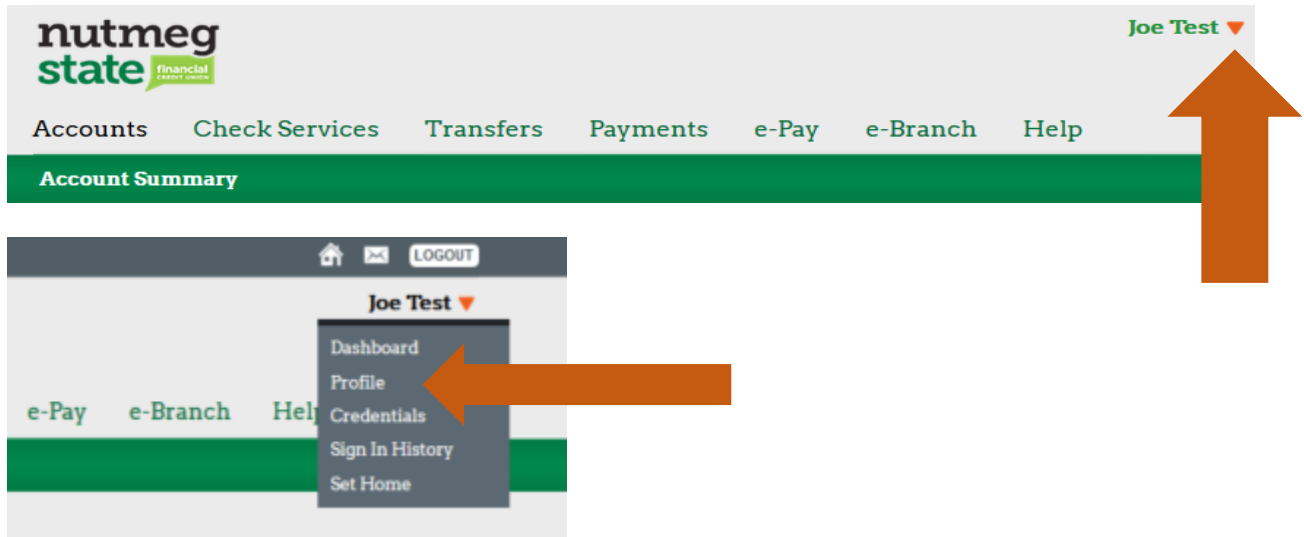 nutmeg
state financial
CREDIT UNION
Joe Test
Accounts Check Services Transfers Payments e-Pay e-Branch Help
Account Summary
LOGOUT
Joe Test
Dashboard
Profile
e-Pay e-Branch Help
Credentials
Sign In History
Set Home